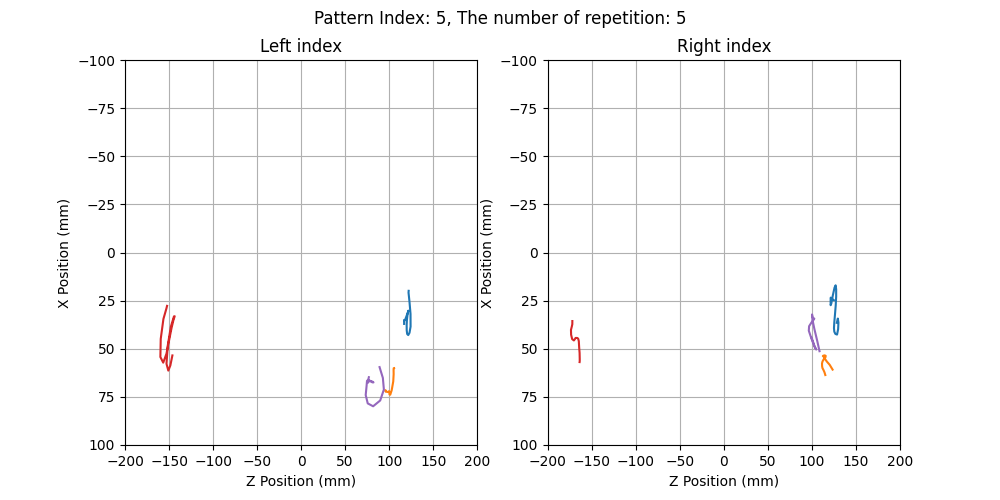 Pattern Index: 5, The number of repetition: 5
Left index
Right index
−100
−75
−50
−25
0
25
50
75
100
X Position (mm)
−200 −150 −100 −50 0 50 100 150 200
Z Position (mm)
−100
−75
−50
−25
0
25
50
75
100
X Position (mm)
−200 −150 −100 −50 0 50 100 150 200
Z Position (mm)